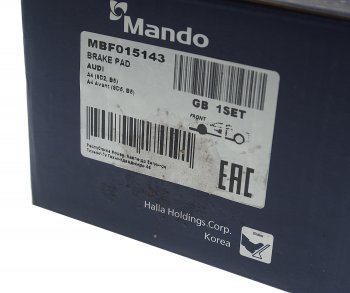 Mando
MBF015143
BRAKE PAD
AUDI
A4 (8D2, B5)
A4 Avant (8D5, B5)
GB 1SET
FRONT
EAC
Halla Holdings Corp.
Korea